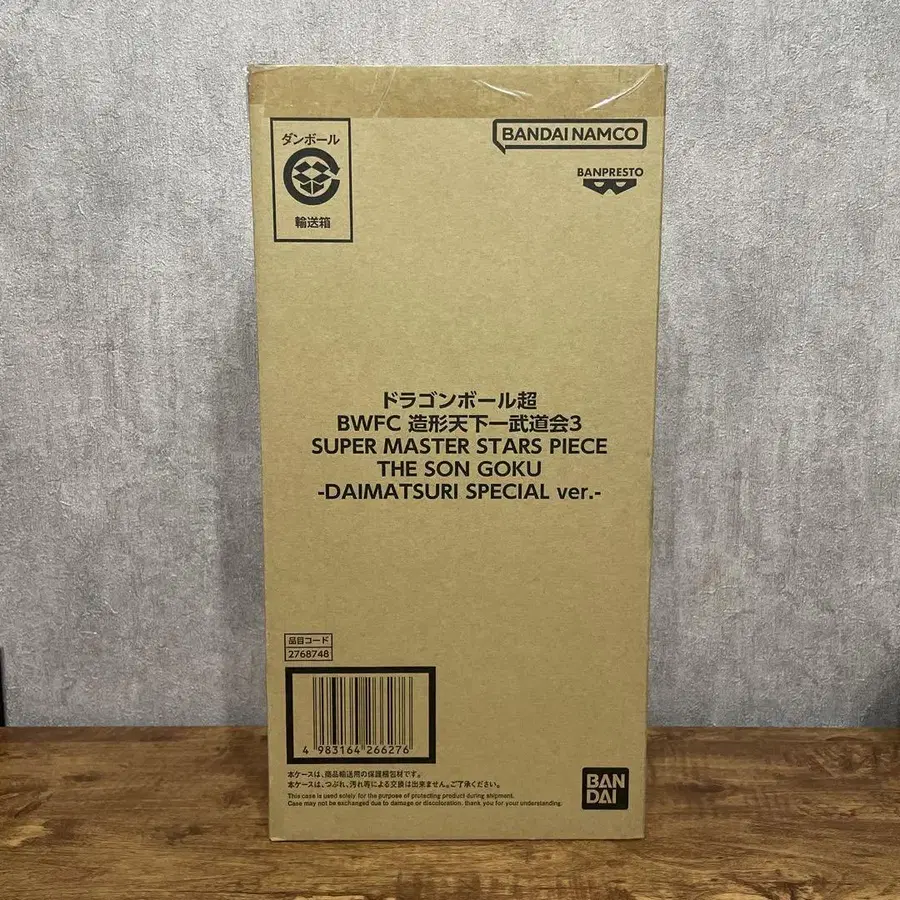 ダンボール
輸送箱
BANDAI NAMCO
BANPRESTO
ドラゴンボール超
BWFC 造形天下一武道会3
SUPER MASTER STARS PIECE
THE SON GOKU
-DAIMATSURI SPECIAL ver.-
品目コード
2768748
4 983164 266276
本ケースは、商品輸送用の保護梱包材です。
本ケースは、つぶれ、汚れ等による交換は出来ません。ご了承ください。
This case is used solely for the purpose of protecting product during shipment.
Case may not be exchanged due to damage or discoloration. thank you for your understanding.
BAN
DAI